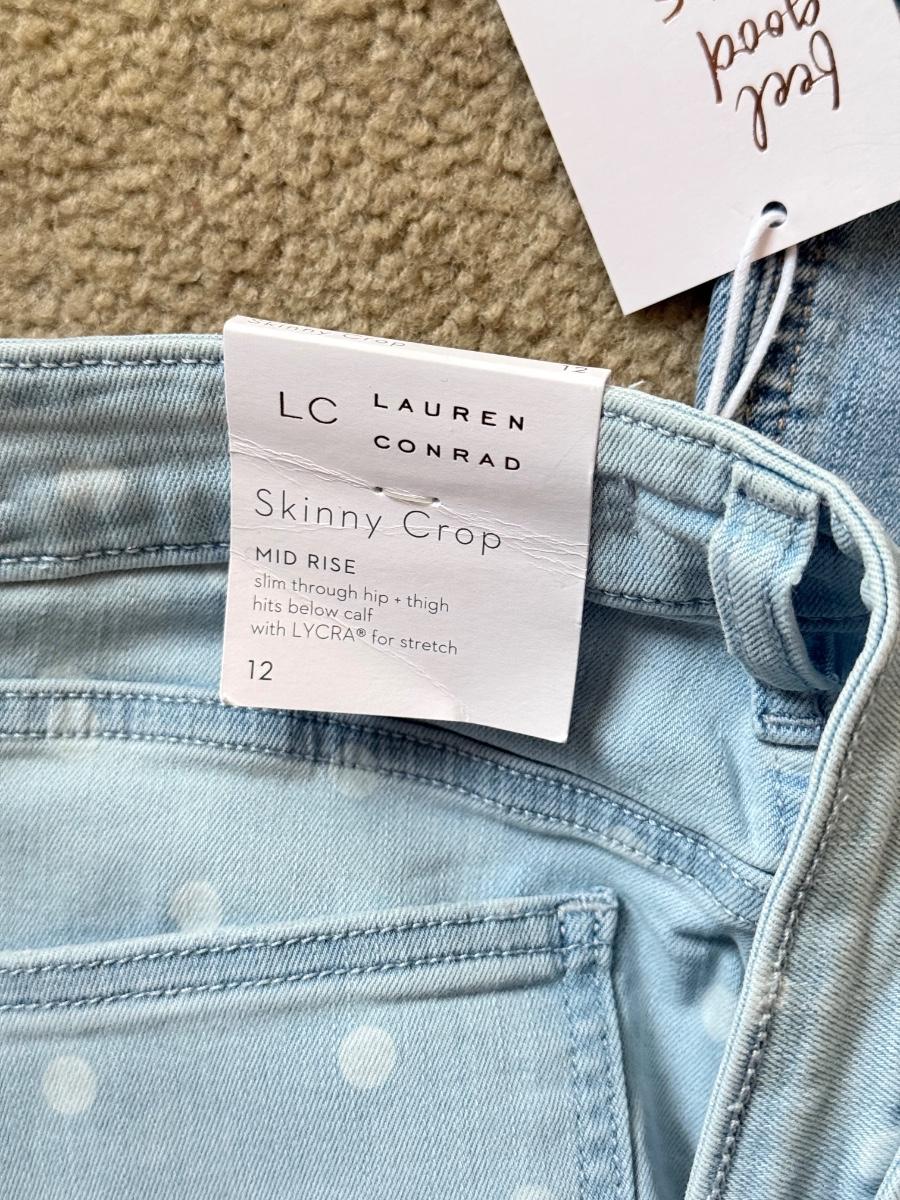 feel
good
Skinny Crop
12
LC LAUREN
CONRAD
Skinny Crop
MID RISE
slim through hip + thigh
hits below calf
with LYCRA® for stretch
12